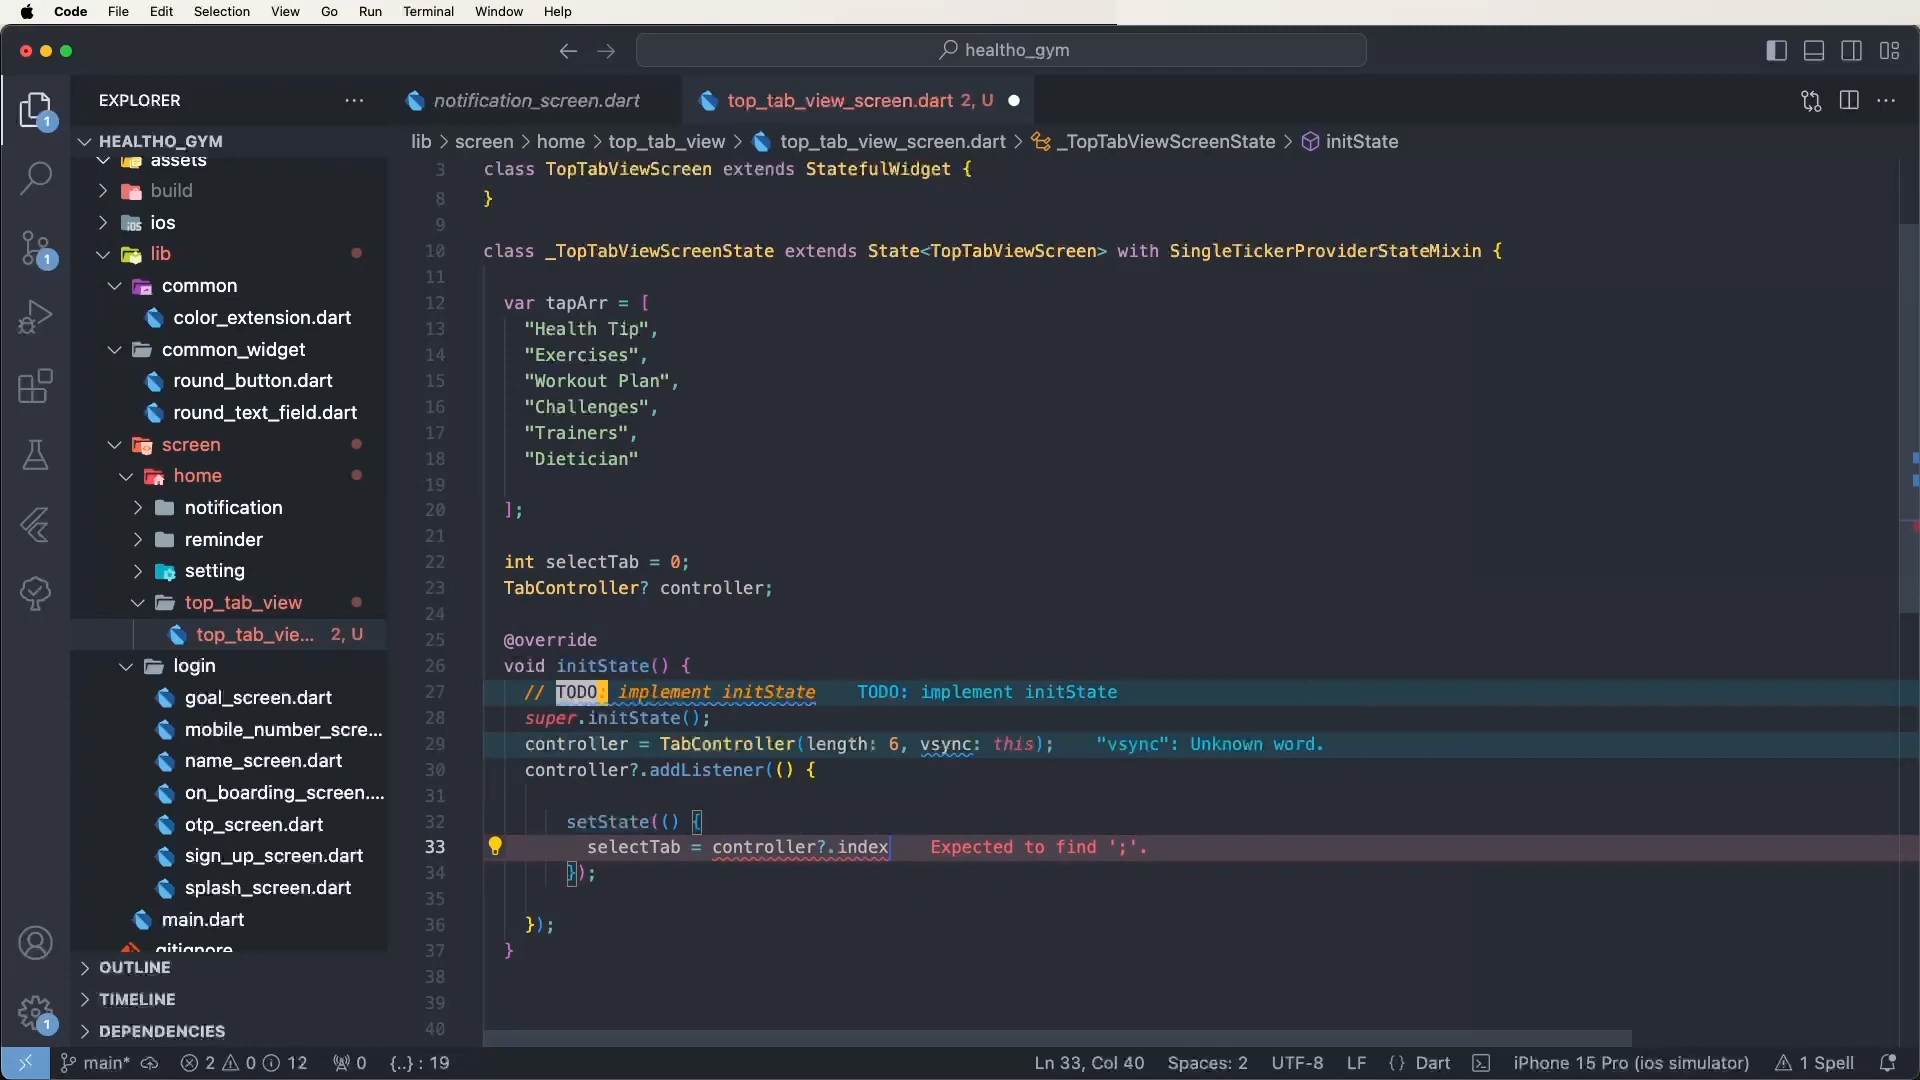 Code File Edit Selection View Go Run Terminal Window Help
healtho_gym
EXPLORER
notification_screen.dart
top_tab_view_screen.dart 2, U
HEALTHO_GYM
lib > screen > home > top_tab_view > top_tab_view_screen.dart > _TopTabViewScreenState > initState
assets
build
ios
lib
common
color_extension.dart
common_widget
round_button.dart
round_text_field.dart
screen
home
notification
reminder
setting
top_tab_view
top_tab_vie... 2, U
login
goal_screen.dart
mobile_number_scre...
name_screen.dart
on_boarding_screen....
otp_screen.dart
sign_up_screen.dart
splash_screen.dart
main.dart
.gitignore
OUTLINE
TIMELINE
DEPENDENCIES
1
1
1
3 class TopTabViewScreen extends StatefulWidget {
8 }
9
10 class _TopTabViewScreenState extends State<TopTabViewScreen> with SingleTickerProviderStateMixin {
11
12 var tapArr = [
13 "Health Tip",
14 "Exercises",
15 "Workout Plan",
16 "Challenges",
17 "Trainers",
18 "Dietician"
19
20 ];
21
22 int selectTab = 0;
23 TabController? controller;
24
25 @override
26 void initState() {
27 // TODO: implement initState TODO: implement initState
28 super.initState();
29 controller = TabController(length: 6, vsync: this); "vsync": Unknown word.
30 controller?.addListener(() {
31
32 setState(() {
33 selectTab = controller?.index Expected to find ';'.
34 });
35
36 });
37 }
38
39
40
main* 2 0 12 0 {..} : 19
Ln 33, Col 40 Spaces: 2 UTF-8 LF {} Dart iPhone 15 Pro (ios simulator) 1 Spell